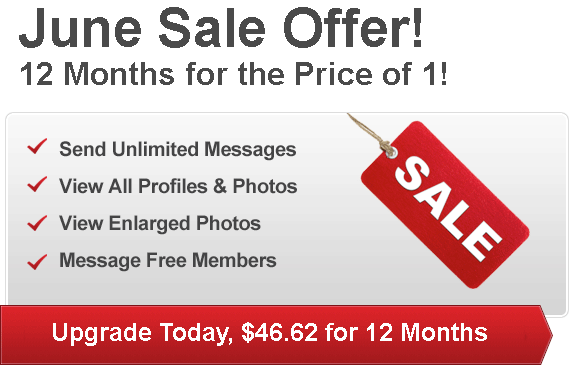 June Sale Offer!
12 Months for the Price of 1!
Send Unlimited Messages
View All Profiles & Photos
View Enlarged Photos
Message Free Members
SALE
Upgrade Today, $46.62 for 12 Months